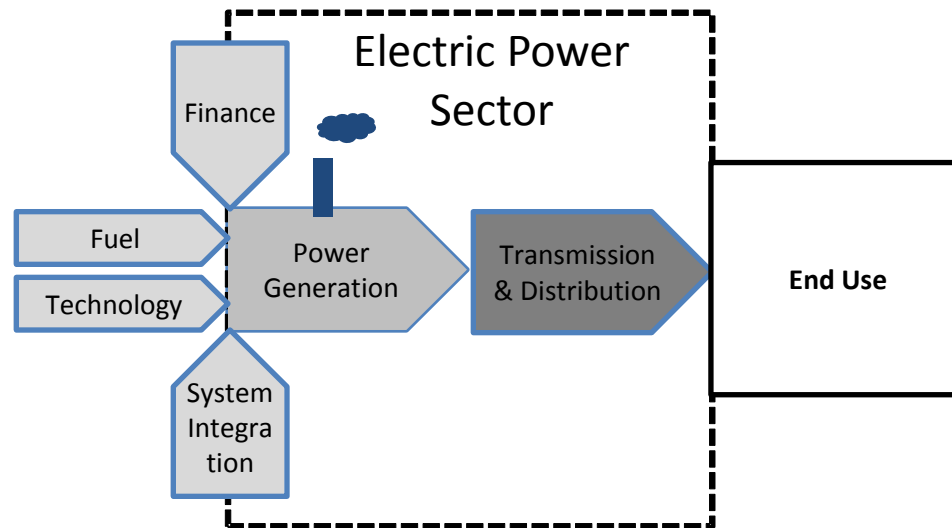 Electric Power
Sector
Finance
Fuel
Technology
System
Integra
tion
Power
Generation
Transmission
& Distribution
End Use